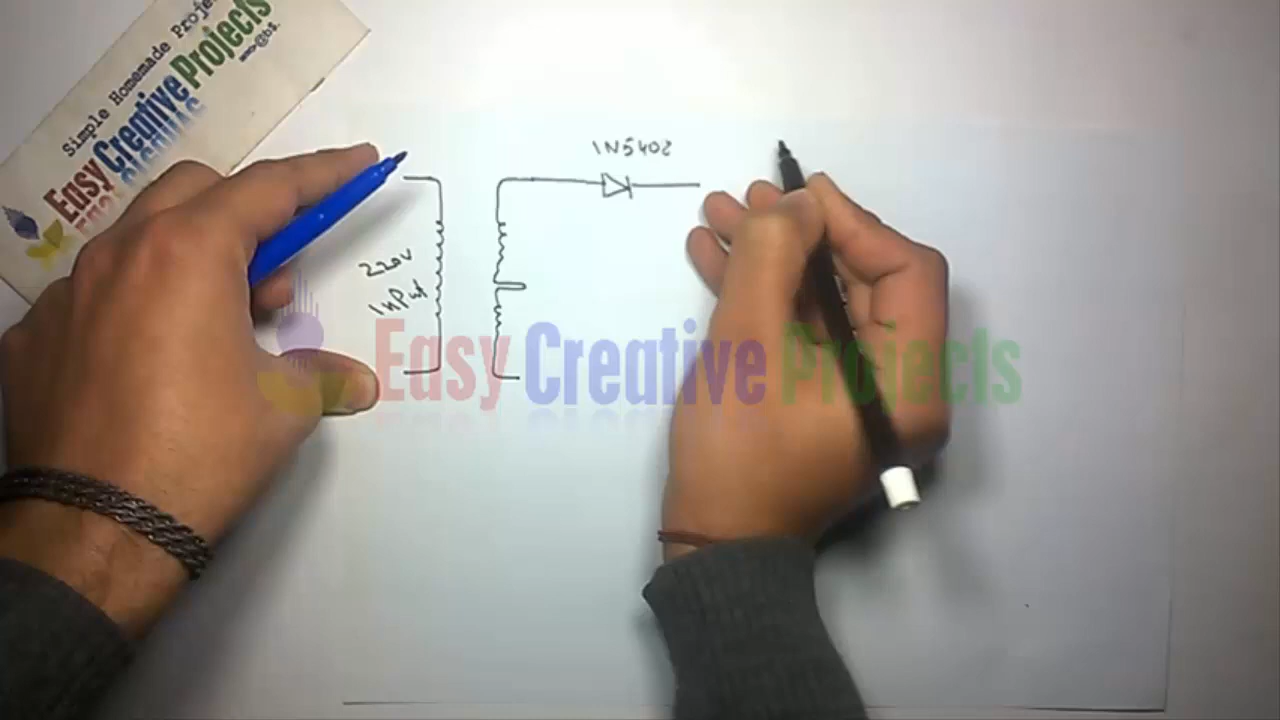 Simple Homemade Projects
Easy Creative Projects
1N5402
220v
Input
Easy Creative Projects